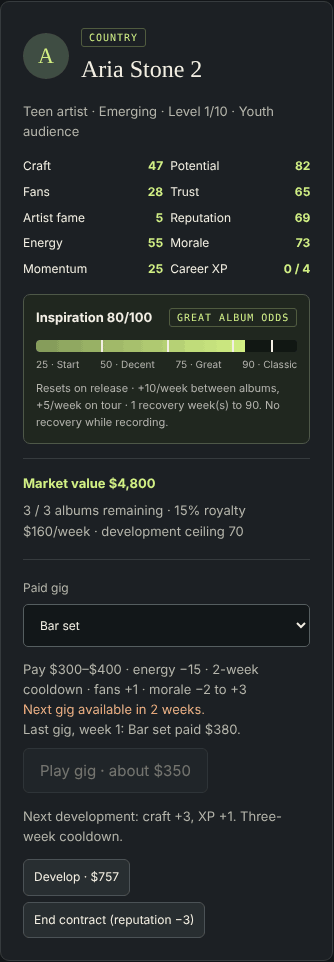 A
COUNTRY
Aria Stone 2
Teen artist · Emerging · Level 1/10 · Youth
audience
Craft 47 Potential 82
Fans 28 Trust 65
Artist fame 5 Reputation 69
Energy 55 Morale 73
Momentum 25 Career XP 0 / 4
Inspiration 80/100 GREAT ALBUM ODDS
25 · Start 50 · Decent 75 · Great 90 · Classic
Resets on release · +10/week between albums,
+5/week on tour · 1 recovery week(s) to 90. No
recovery while recording.
Market value $4,800
3 / 3 albums remaining · 15% royalty
$160/week · development ceiling 70
Paid gig
Bar set
Pay $300–$400 · energy −15 · 2-week
cooldown · fans +1 · morale −2 to +3
Next gig available in 2 weeks.
Last gig, week 1: Bar set paid $380.
Play gig · about $350
Next development: craft +3, XP +1. Three-
week cooldown.
Develop · $757
End contract (reputation −3)